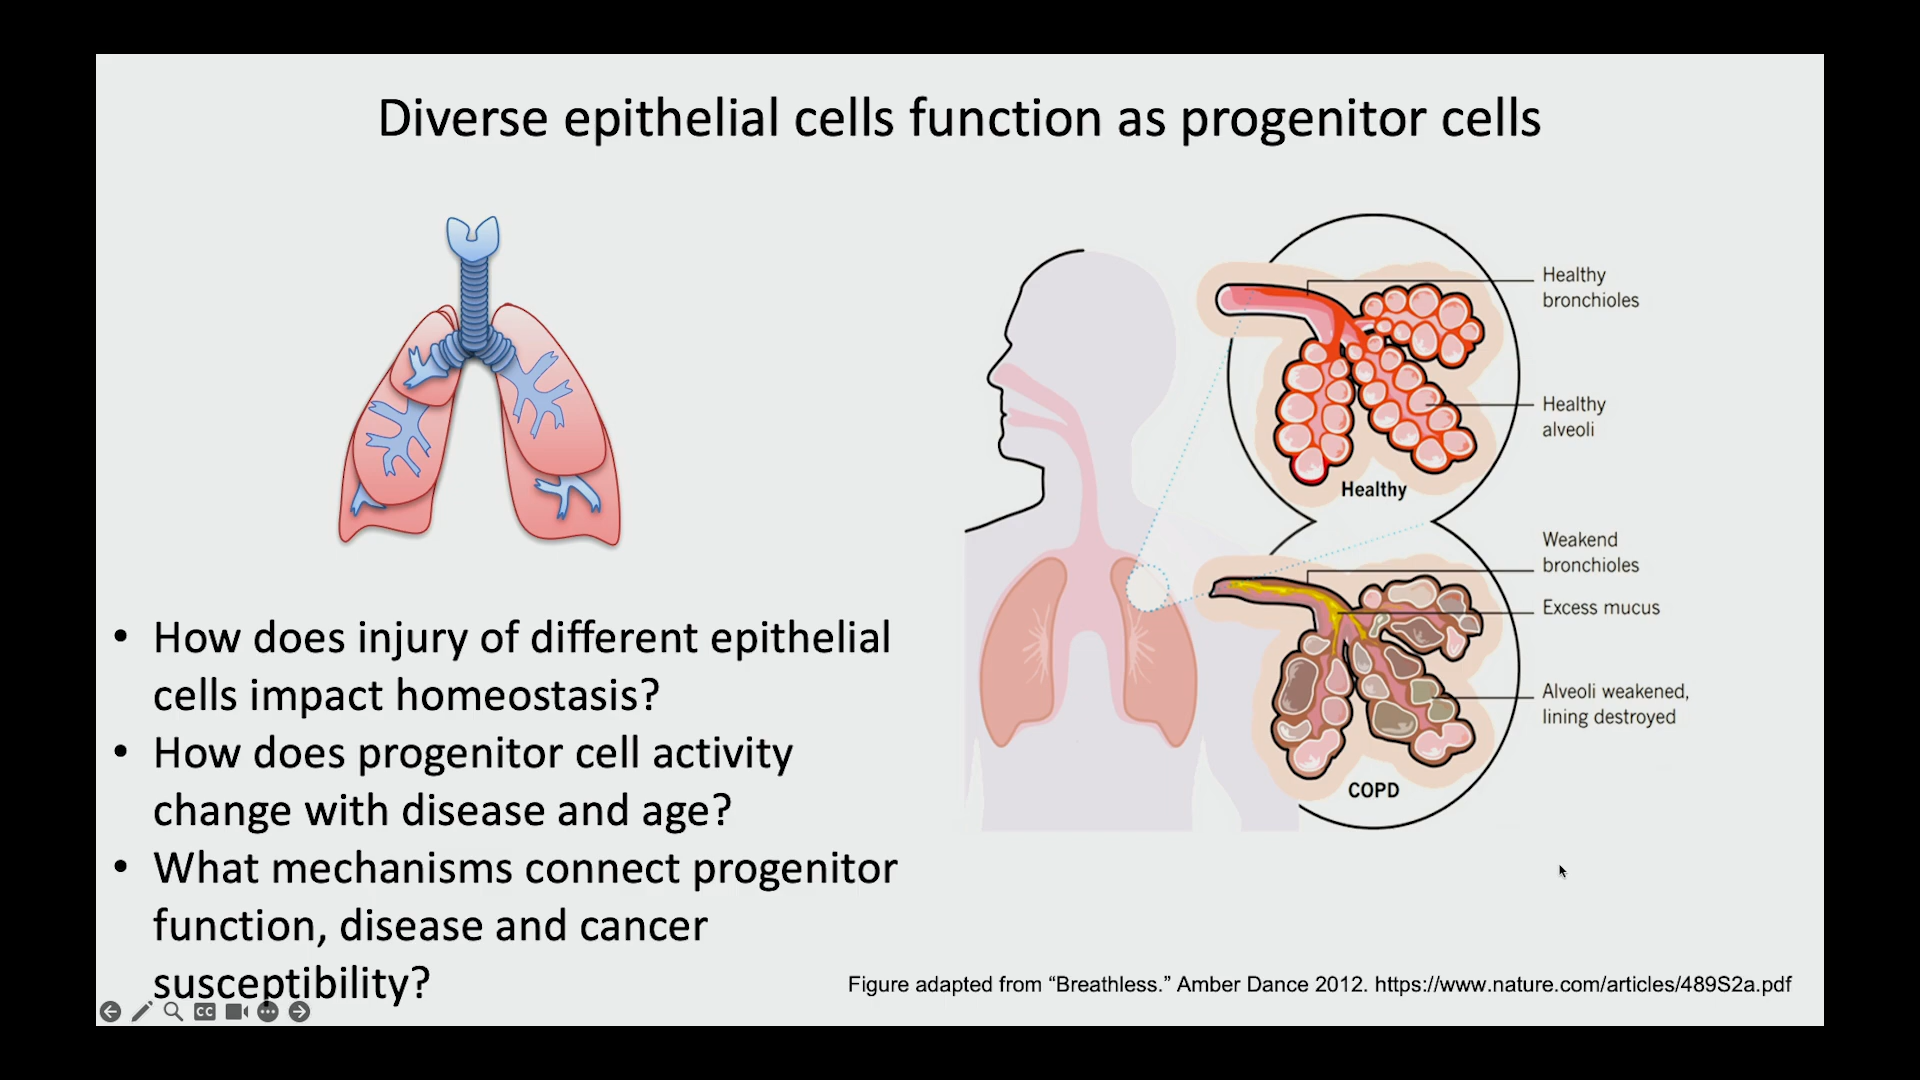 Diverse epithelial cells function as progenitor cells
• How does injury of different epithelial
cells impact homeostasis?
• How does progenitor cell activity
change with disease and age?
• What mechanisms connect progenitor
function, disease and cancer
susceptibility?
Healthy
bronchioles
Healthy
alveoli
Healthy
Weakend
bronchioles
Excess mucus
Alveoli weakened,
lining destroyed
COPD
Figure adapted from “Breathless.” Amber Dance 2012. https://www.nature.com/articles/489S2a.pdf
CC